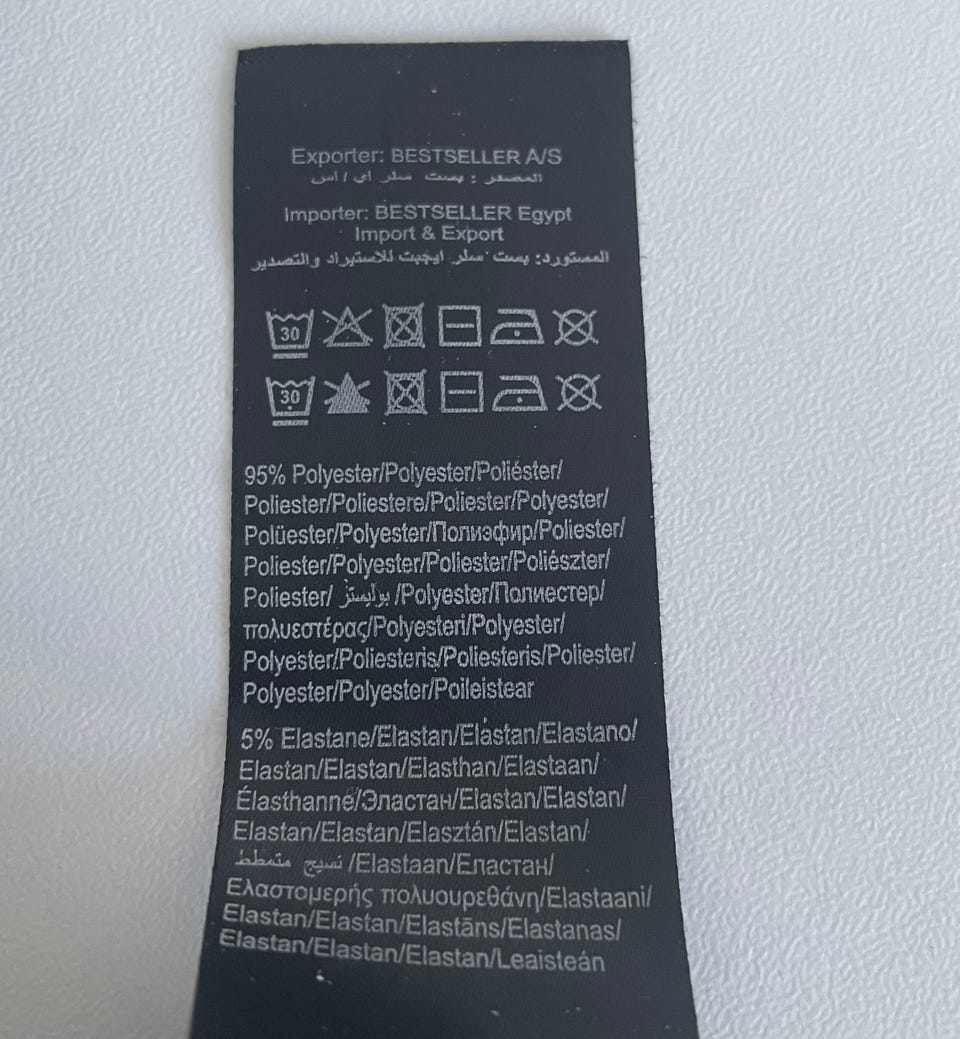 Exporter: BESTSELLER A/S
المصدر : بست سلر اي / اس
Importer: BESTSELLER Egypt
Import & Export
المستورد: بست سلر ايجبت للاستيراد والتصدير
30
30
95% Polyester/Polyester/Poliéster/
Poliester/Poliestere/Poliester/Polyester/
Polüester/Polyester/Полиэфир/Poliester/
Poliester/Polyester/Poliester/Poliészter/
Poliester/ /Polyester/Полиестер/
πολυεστέρας/Polyesteri/Polyester/
Polyester/Poliesteris/Poliesteris/Poliester/
Polyester/Polyester/Poileistear
5% Elastane/Elastan/Elastan/Elastano/
Elastan/Elastan/Elasthan/Elastaan/
Élasthanne/Эластан/Elastan/Elastan/
Elastan/Elastan/Elasztán/Elastan/
نسيج متمطط /Elastaan/Еластан/
Ελαστομερής πολυουρεθάνη/Elastaani/
Elastan/Elastan/Elastāns/Elastanas/
Elastan/Elastan/Elastan/Leaisteán